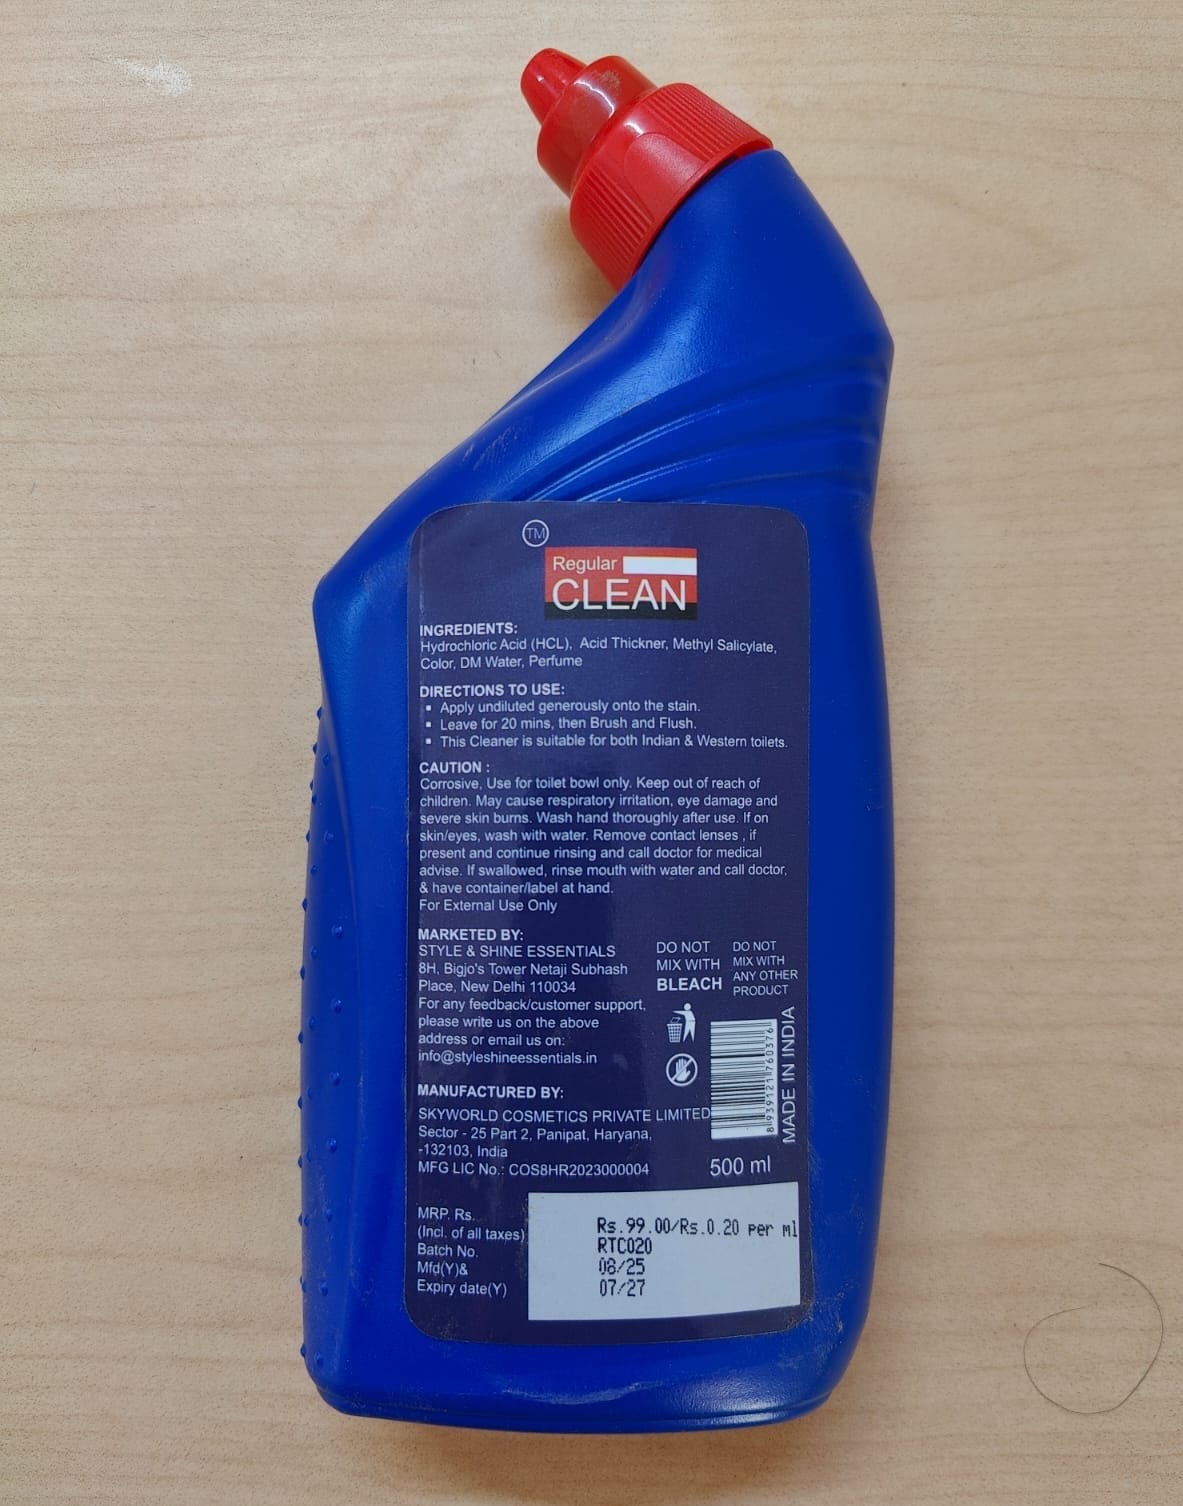 TM
Regular
CLEAN
INGREDIENTS:
Hydrochloric Acid (HCL), Acid Thickner, Methyl Salicylate,
Color, DM Water, Perfume
DIRECTIONS TO USE:
▪ Apply undiluted generously onto the stain.
▪ Leave for 20 mins, then Brush and Flush.
▪ This Cleaner is suitable for both Indian & Western toilets.
CAUTION :
Corrosive, Use for toilet bowl only. Keep out of reach of
children. May cause respiratory irritation, eye damage and
severe skin burns. Wash hand thoroughly after use. If on
skin/eyes, wash with water. Remove contact lenses , if
present and continue rinsing and call doctor for medical
advise. If swallowed, rinse mouth with water and call doctor,
& have container/label at hand.
For External Use Only
MARKETED BY:
STYLE & SHINE ESSENTIALS
8H, Bigjo's Tower Netaji Subhash
Place, New Delhi 110034
For any feedback/customer support,
please write us on the above
address or email us on:
info@styleshineessentials.in
DO NOT
MIX WITH
BLEACH
DO NOT
MIX WITH
ANY OTHER
PRODUCT
MANUFACTURED BY:
SKYWORLD COSMETICS PRIVATE LIMITED
Sector - 25 Part 2, Panipat, Haryana,
-132103, India
MFG LIC No.: COS8HR2023000004
8939121760376
MADE IN INDIA
500 ml
MRP. Rs.
(Incl. of all taxes) Rs.99.00/Rs.0.20 per ml
Batch No. RTC020
Mfd(Y)& 08/25
Expiry date(Y) 07/27